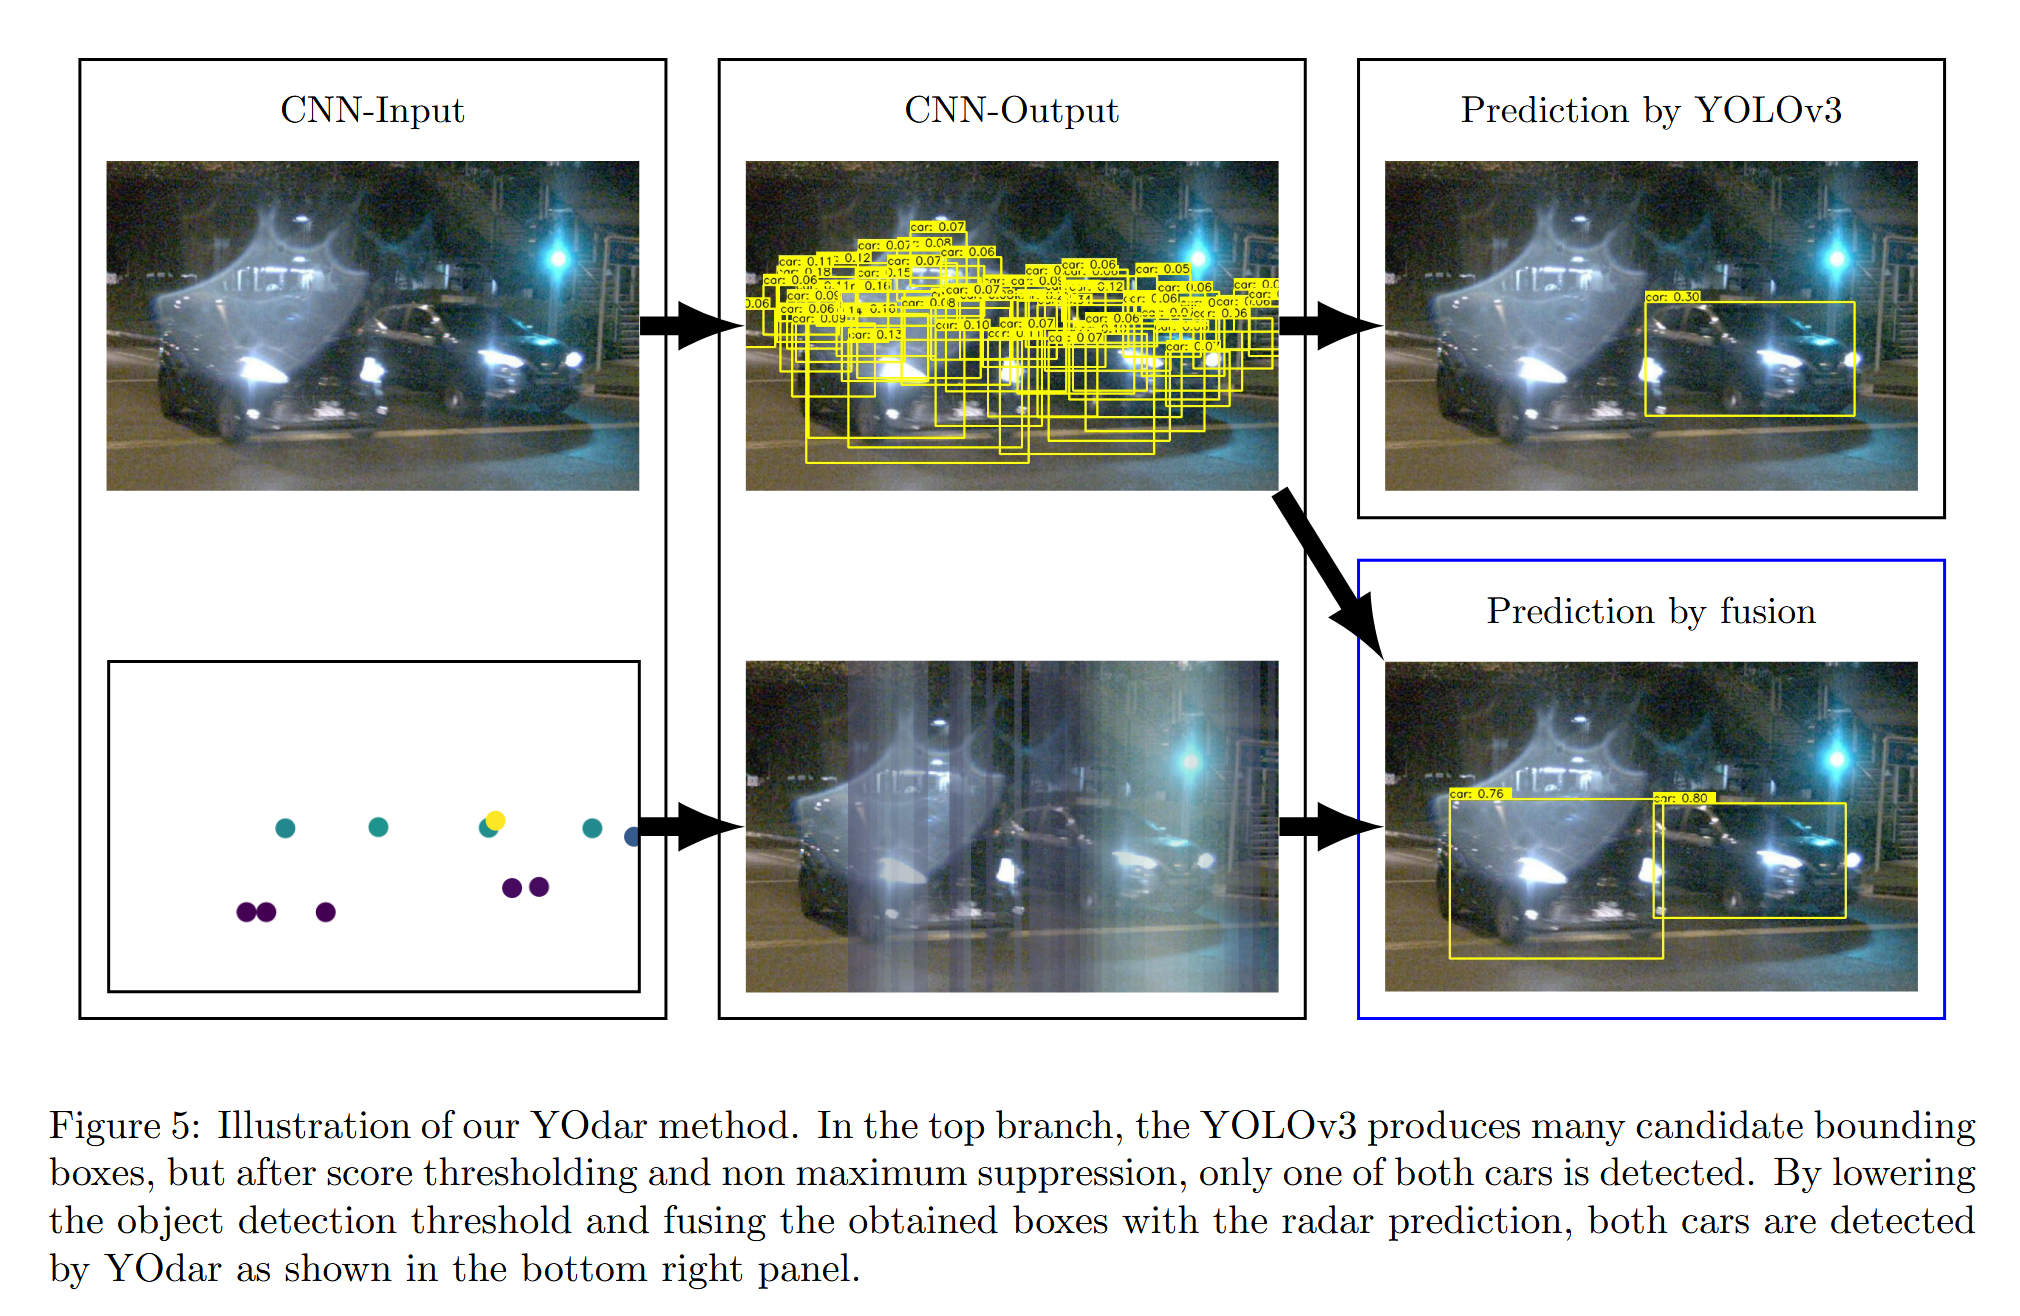 CNN-Input
CNN-Output
Prediction by YOLOv3
car: 0.07
car: 0.07
0.08
car: 0.06
car: 0.11
0.12
car: 0.07
car: 0.06
car: 0.05
0.18
car: 0.15
car: 0.06
0.16
car: 0.09
car: 0.07
0.12
car: 0.06
0.06
car: 0.06
car: 0.08
car: 0.06
car: 0.09
car: 0.10
car: 0.07
car: 0.06
car: 0.06
car: 0.13
car: 0.07
car: 0.07
car: 0.30
Prediction by fusion
car: 0.76
car: 0.80
Figure 5: Illustration of our YOdar method. In the top branch, the YOLOv3 produces many candidate bounding
boxes, but after score thresholding and non maximum suppression, only one of both cars is detected. By lowering
the object detection threshold and fusing the obtained boxes with the radar prediction, both cars are detected
by YOdar as shown in the bottom right panel.